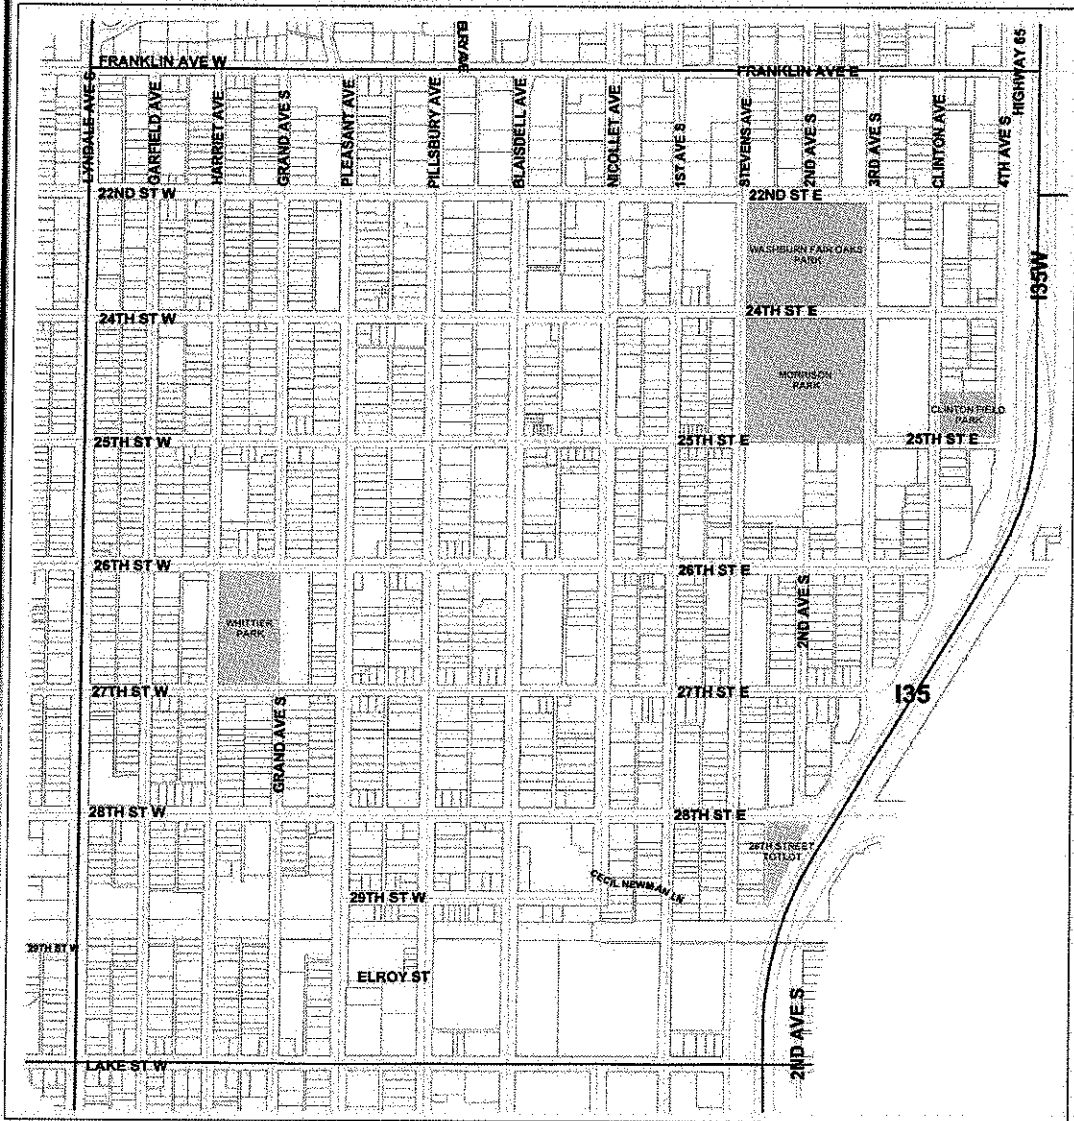 ELROY AVE
HIGHWAY 65
FRANKLIN AVE W
FRANKLIN AVE E
LYNDALE AVE S
GARFIELD AVE
HARRIET AVE
GRAND AVE S
PLEASANT AVE
PILLSBURY AVE
BLAISDELL AVE
NICOLLET AVE
1ST AVE S
STEVENS AVE
2ND AVE S
3RD AVE S
CLINTON AVE
4TH AVE S
22ND ST W
22ND ST E
WASHBURN FAIR OAKS
PARK
I35W
24TH ST W
24TH ST E
MORRISON
PARK
CLINTON FIELD
PARK
25TH ST W
25TH ST E
25TH ST E
26TH ST W
26TH ST E
2ND AVE S
WHITTIER
PARK
27TH ST W
27TH ST E
I35
GRAND AVE S
28TH ST W
28TH ST E
28TH STREET
TOTLOT
CECIL NEWMAN LN
29TH ST W
29TH ST W
ELROY ST
2ND AVE S
LAKE ST W